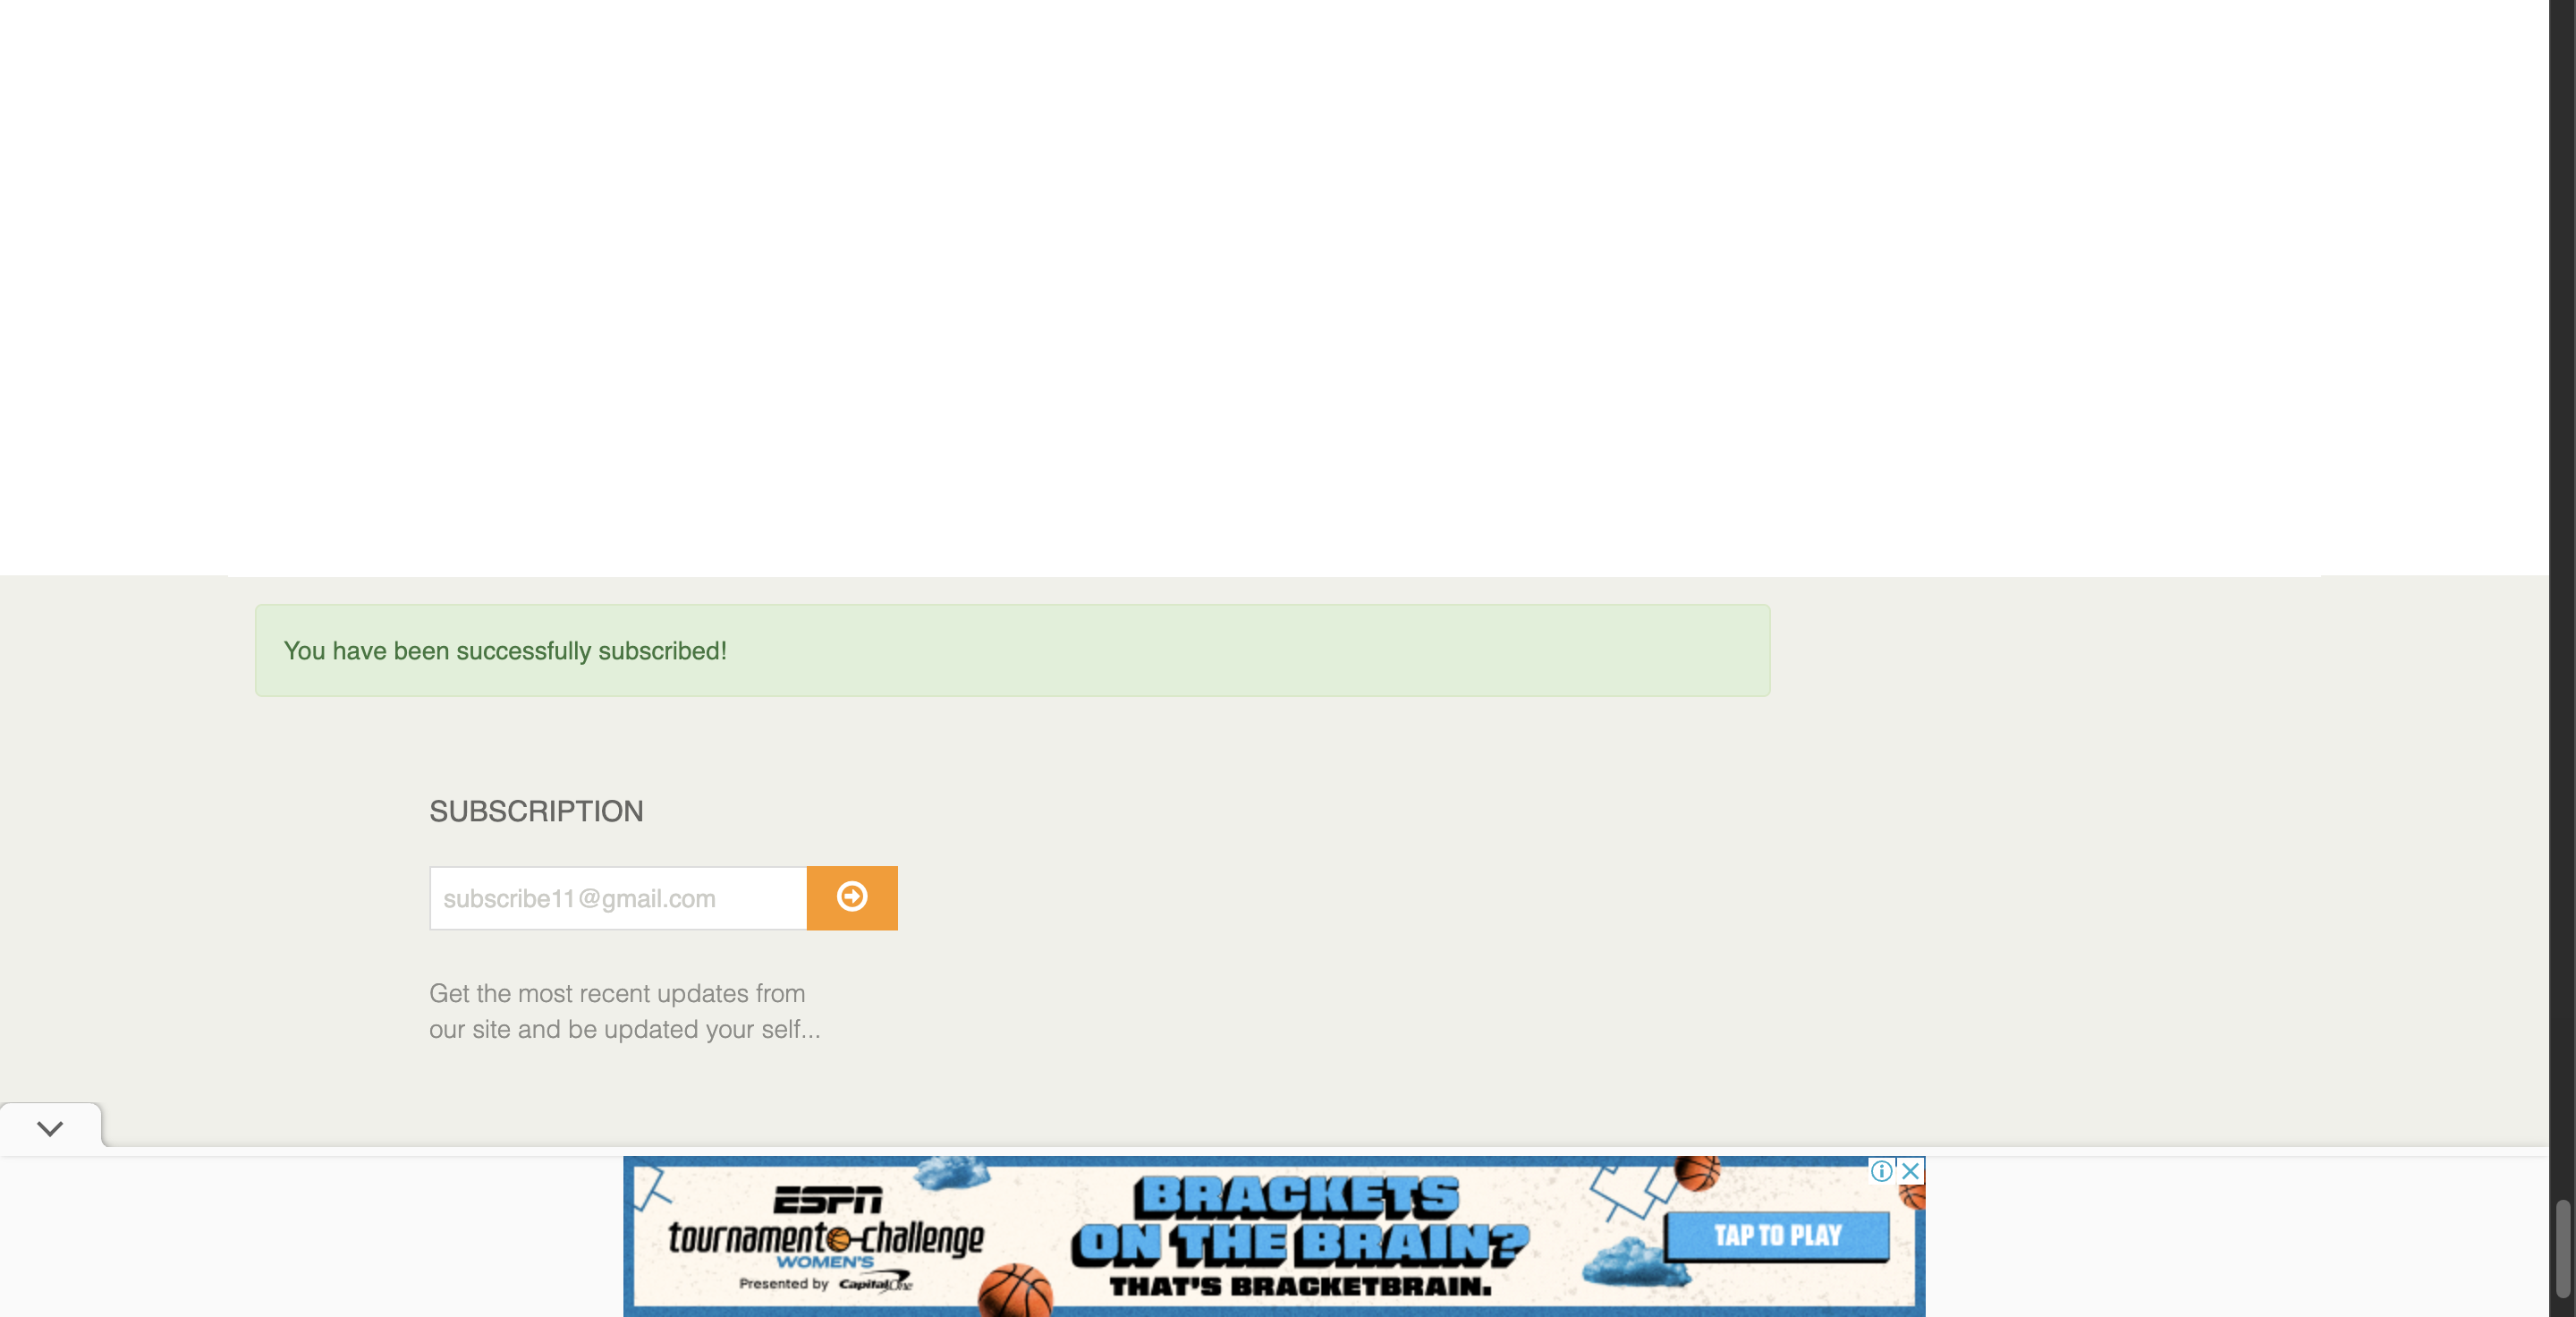 You have been successfully subscribed!
SUBSCRIPTION
subscribe11@gmail.com
Get the most recent updates from
our site and be updated your self...
ESPN
tournament challenge
WOMEN'S
Presented by Capital One
BRACKETS
ON THE BRAIN?
THAT'S BRACKETBRAIN.
TAP TO PLAY